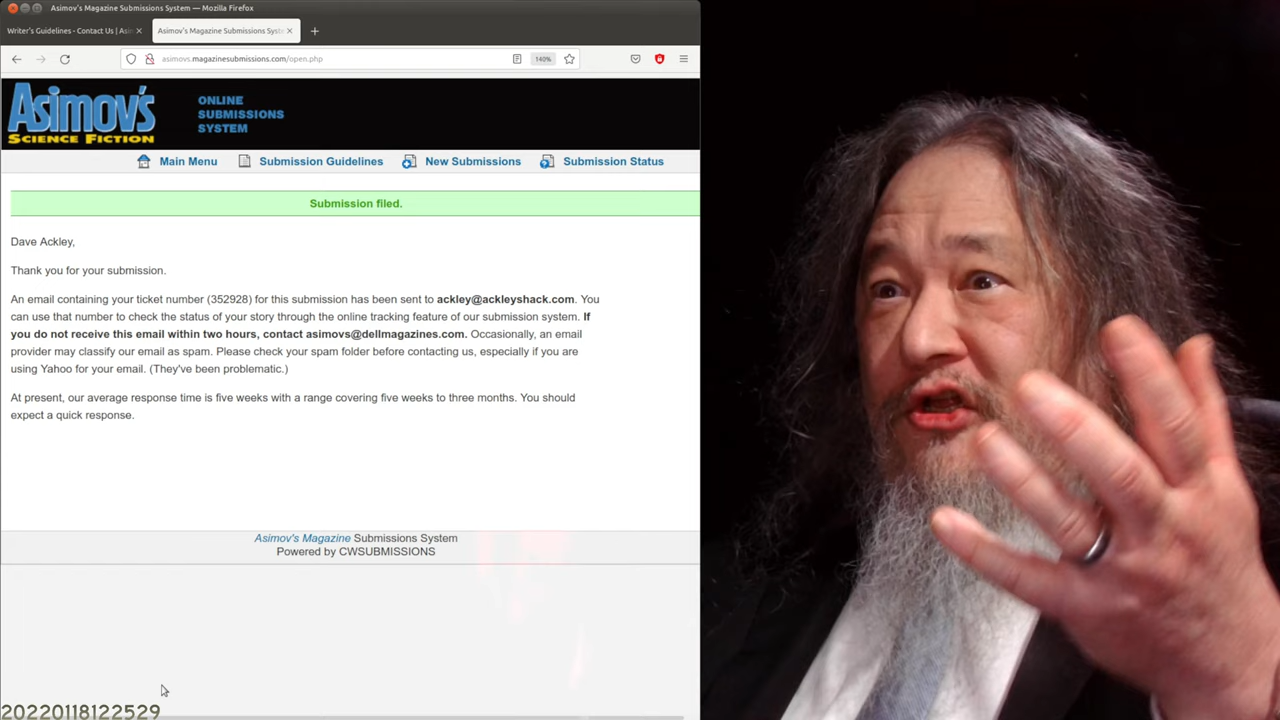 Asimov's Magazine Submissions System — Mozilla Firefox
Writer's Guidelines - Contact Us | Asi
Asimov's Magazine Submissions Syst
asimovs.magazinesubmissions.com/open.php
140%
Asimov's
SCIENCE FICTION
ONLINE
SUBMISSIONS
SYSTEM
Main Menu
Submission Guidelines
New Submissions
Submission Status
Submission filed.
Dave Ackley,
Thank you for your submission.
An email containing your ticket number (352928) for this submission has been sent to ackley@ackleyshack.com. You
can use that number to check the status of your story through the online tracking feature of our submission system. If
you do not receive this email within two hours, contact asimovs@dellmagazines.com. Occasionally, an email
provider may classify our email as spam. Please check your spam folder before contacting us, especially if you are
using Yahoo for your email. (They've been problematic.)
At present, our average response time is five weeks with a range covering five weeks to three months. You should
expect a quick response.
Asimov's Magazine Submissions System
Powered by CWSUBMISSIONS
20220118122529